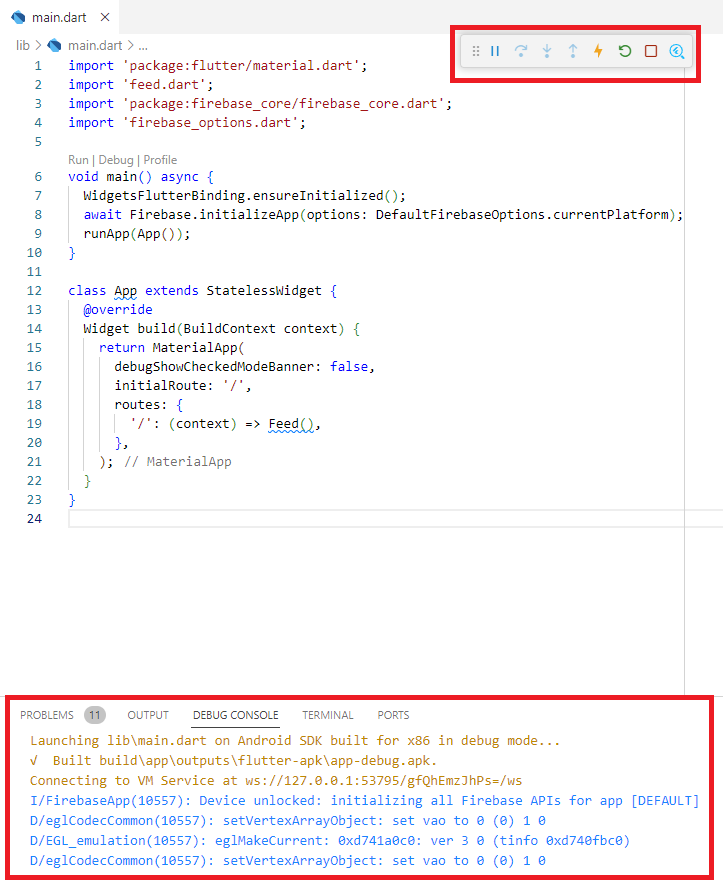 main.dart
lib > main.dart > ...
1 import 'package:flutter/material.dart';
2 import 'feed.dart';
3 import 'package:firebase_core/firebase_core.dart';
4 import 'firebase_options.dart';
5
Run | Debug | Profile
6 void main() async {
7   WidgetsFlutterBinding.ensureInitialized();
8   await Firebase.initializeApp(options: DefaultFirebaseOptions.currentPlatform);
9   runApp(App());
10 }
11
12 class App extends StatelessWidget {
13   @override
14   Widget build(BuildContext context) {
15     return MaterialApp(
16       debugShowCheckedModeBanner: false,
17       initialRoute: '/',
18       routes: {
19         '/': (context) => Feed(),
20       },
21     ); // MaterialApp
22   }
23 }
24
PROBLEMS 11 OUTPUT DEBUG CONSOLE TERMINAL PORTS
Launching lib\main.dart on Android SDK built for x86 in debug mode...
√  Built build\app\outputs\flutter-apk\app-debug.apk.
Connecting to VM Service at ws://127.0.0.1:53795/gfQhEmzJhPs=/ws
I/FirebaseApp(10557): Device unlocked: initializing all Firebase APIs for app [DEFAULT]
D/eglCodecCommon(10557): setVertexArrayObject: set vao to 0 (0) 1 0
D/EGL_emulation(10557): eglMakeCurrent: 0xd741a0c0: ver 3 0 (tinfo 0xd740fbc0)
D/eglCodecCommon(10557): setVertexArrayObject: set vao to 0 (0) 1 0